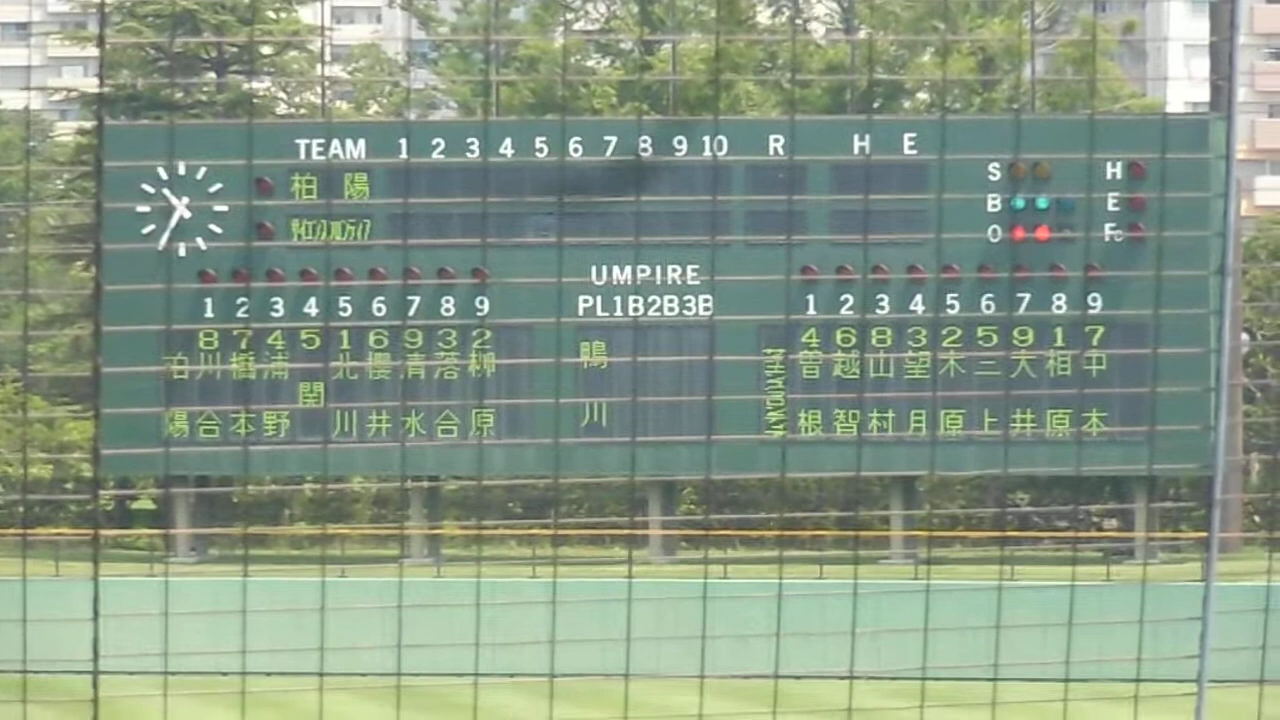 TEAM 1 2 3 4 5 6 7 8 9 10 R H E
柏陽
S H
B E
O Fc
UMPIRE
PL 1B 2B 3B
1 2 3 4 5 6 7 8 9
8 7 4 5 1 6 9 3 2
柏陽
川合
橋本
浦野
関
北川
櫻井
清水
落合
柳原
鴨川
1 2 3 4 5 6 7 8 9
4 6 8 3 2 5 9 1 7
曽根
越智
山村
望月
木原
三上
大井
相原
中本